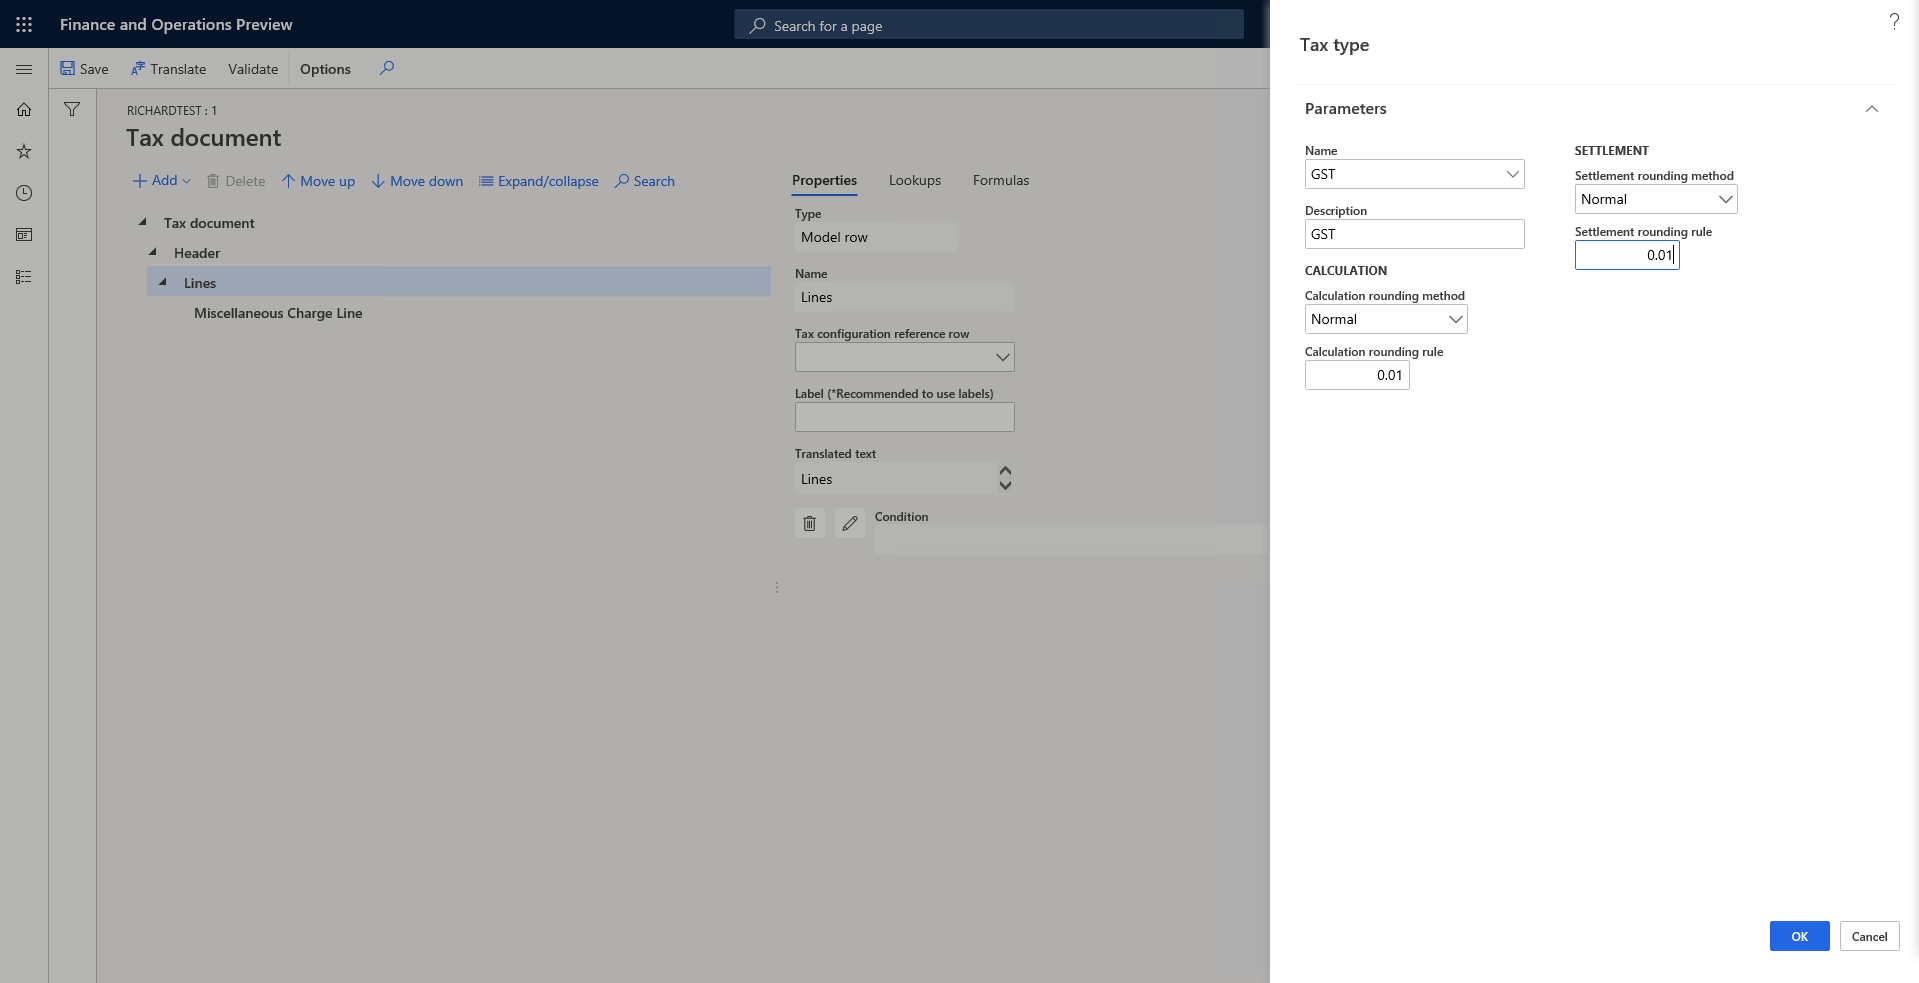 Finance and Operations Preview
Search for a page
?
Save
Translate
Validate
Options
RICHARDTEST : 1
Tax document
Add
Delete
Move up
Move down
Expand/collapse
Search
Tax document
Header
Lines
Miscellaneous Charge Line
Properties
Lookups
Formulas
Type
Model row
Name
Lines
Tax configuration reference row
Label (*Recommended to use labels)
Translated text
Lines
Condition
Tax type
Parameters
Name
GST
Description
GST
CALCULATION
Calculation rounding method
Normal
Calculation rounding rule
0.01
SETTLEMENT
Settlement rounding method
Normal
Settlement rounding rule
0.01
OK
Cancel